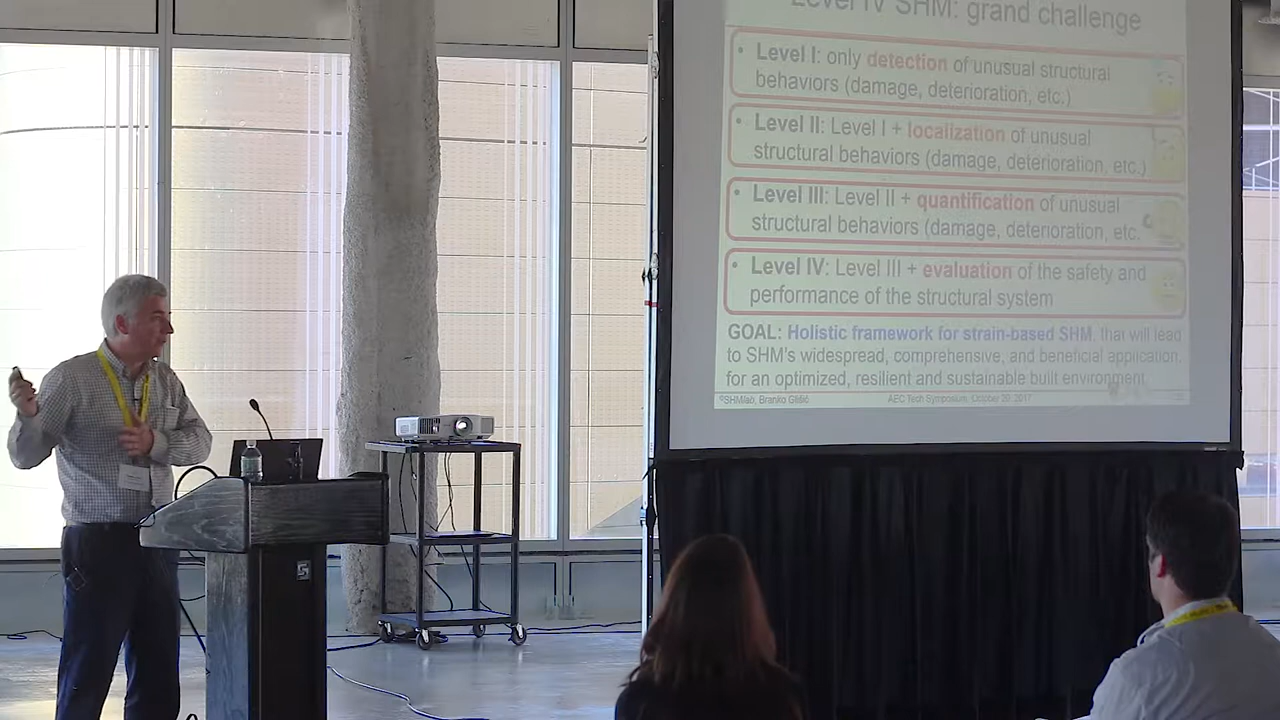 Level IV SHM: grand challenge
• Level I: only detection of unusual structural
behaviors (damage, deterioration, etc.)
• Level II: Level I + localization of unusual
structural behaviors (damage, deterioration, etc.)
• Level III: Level II + quantification of unusual
structural behaviors (damage, deterioration, etc.
• Level IV: Level III + evaluation of the safety and
performance of the structural system
GOAL: Holistic framework for strain-based SHM, that will lead
to SHM's widespread, comprehensive, and beneficial application,
for an optimized, resilient and sustainable built environment
©SHMlab, Branko Glišić AEC Tech Symposium, October 20, 2017